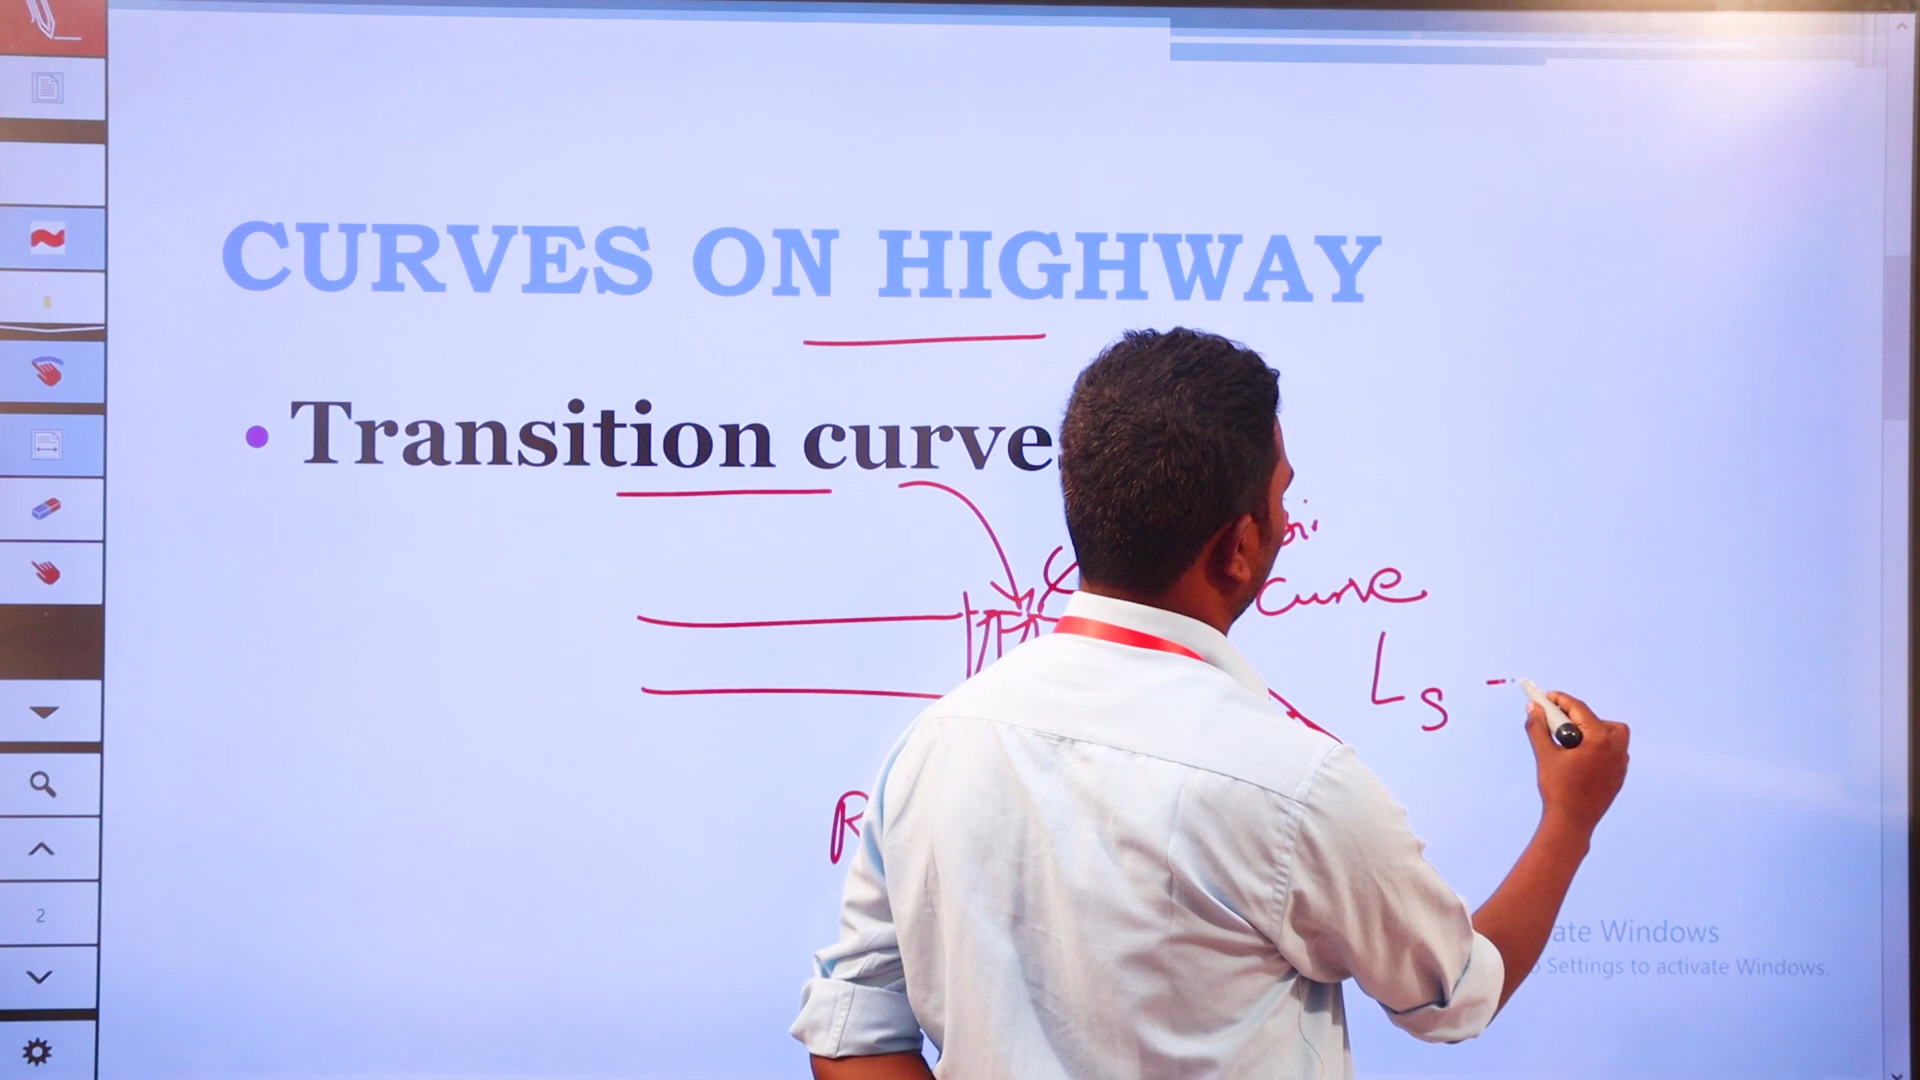 CURVES ON HIGHWAY
• Transition curve
curve
Ls -
R
2
ate Windows
Settings to activate Windows.